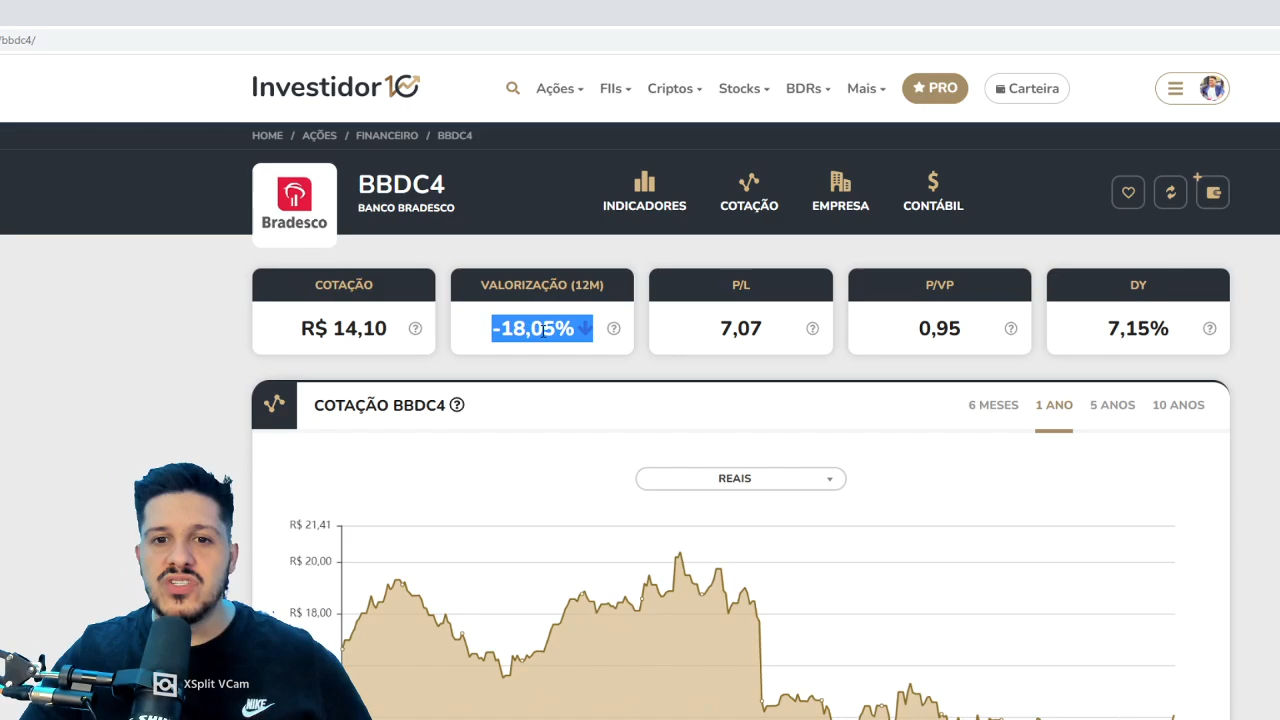 /bbdc4/
Investidor10
Ações
FIIs
Criptos
Stocks
BDRs
Mais
PRO
Carteira
HOME / AÇÕES / FINANCEIRO / BBDC4
Bradesco
BBDC4
BANCO BRADESCO
INDICADORES
COTAÇÃO
EMPRESA
CONTÁBIL
COTAÇÃO
R$ 14,10
VALORIZAÇÃO (12M)
-18,05%
P/L
7,07
P/VP
0,95
DY
7,15%
COTAÇÃO BBDC4
6 MESES
1 ANO
5 ANOS
10 ANOS
REAIS
R$ 21,41
R$ 20,00
R$ 18,00
XSplit VCam
NIKE